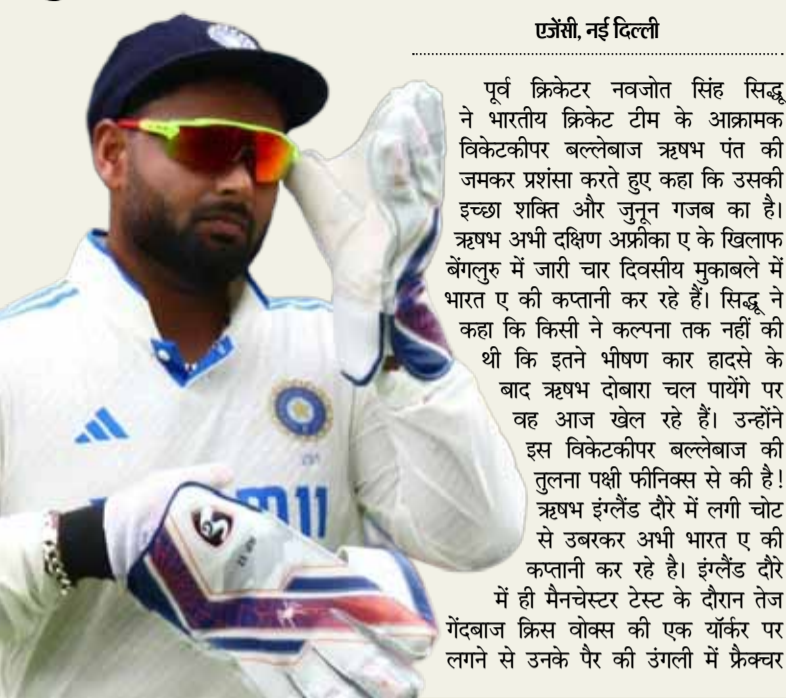 एजेंसी, नई दिल्ली
पूर्व क्रिकेटर नवजोत सिंह सिद्धू
ने भारतीय क्रिकेट टीम के आक्रामक
विकेटकीपर बल्लेबाज ऋषभ पंत की
जमकर प्रशंसा करते हुए कहा कि उसकी
इच्छा शक्ति और जुनून गजब का है।
ऋषभ अभी दक्षिण अफ्रीका ए के खिलाफ
बेंगलुरु में जारी चार दिवसीय मुकाबले में
भारत ए की कप्तानी कर रहे हैं। सिद्धू ने
कहा कि किसी ने कल्पना तक नहीं की
थी कि इतने भीषण कार हादसे के
बाद ऋषभ दोबारा चल पायेंगे पर
वह आज खेल रहे हैं। उन्होंने
इस विकेटकीपर बल्लेबाज की
तुलना पक्षी फीनिक्स से की है!
ऋषभ इंग्लैंड दौरे में लगी चोट
से उबरकर अभी भारत ए की
कप्तानी कर रहे है। इंग्लैंड दौरे
में ही मैनचेस्टर टेस्ट के दौरान तेज
गेंदबाज क्रिस वोक्स की एक यॉर्कर पर
लगने से उनके पैर की उंगली में फ्रैक्चर